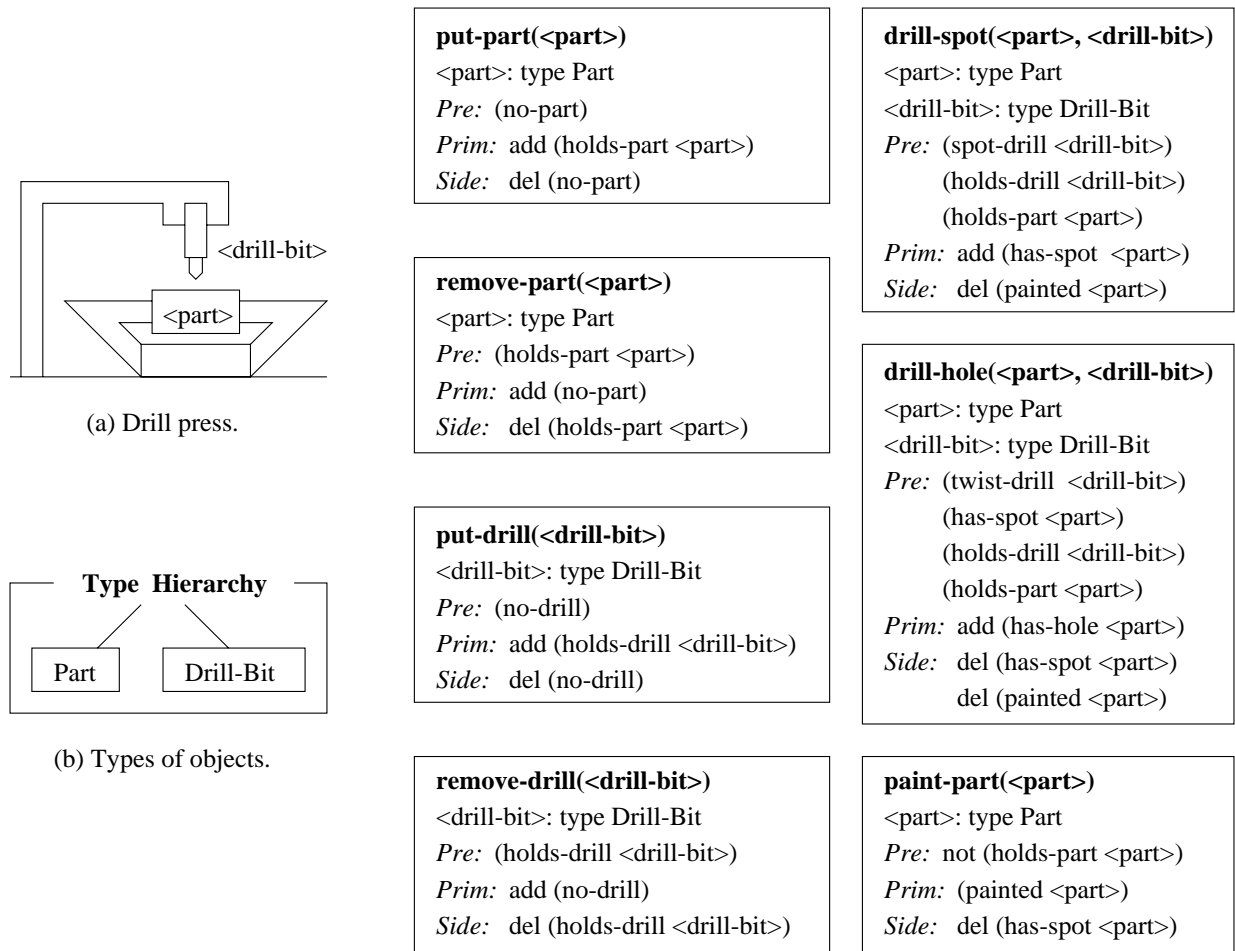 <drill-bit>
<part>
(a) Drill press.
Type Hierarchy
Part
Drill-Bit
(b) Types of objects.
put-part(<part>)
<part>: type Part
Pre: (no-part)
Prim: add (holds-part <part>)
Side: del (no-part)
remove-part(<part>)
<part>: type Part
Pre: (holds-part <part>)
Prim: add (no-part)
Side: del (holds-part <part>)
put-drill(<drill-bit>)
<drill-bit>: type Drill-Bit
Pre: (no-drill)
Prim: add (holds-drill <drill-bit>)
Side: del (no-drill)
remove-drill(<drill-bit>)
<drill-bit>: type Drill-Bit
Pre: (holds-drill <drill-bit>)
Prim: add (no-drill)
Side: del (holds-drill <drill-bit>)
drill-spot(<part>, <drill-bit>)
<part>: type Part
<drill-bit>: type Drill-Bit
Pre: (spot-drill <drill-bit>)
(holds-drill <drill-bit>)
(holds-part <part>)
Prim: add (has-spot <part>)
Side: del (painted <part>)
drill-hole(<part>, <drill-bit>)
<part>: type Part
<drill-bit>: type Drill-Bit
Pre: (twist-drill <drill-bit>)
(has-spot <part>)
(holds-drill <drill-bit>)
(holds-part <part>)
Prim: add (has-hole <part>)
Side: del (has-spot <part>)
del (painted <part>)
paint-part(<part>)
<part>: type Part
Pre: not (holds-part <part>)
Prim: (painted <part>)
Side: del (has-spot <part>)